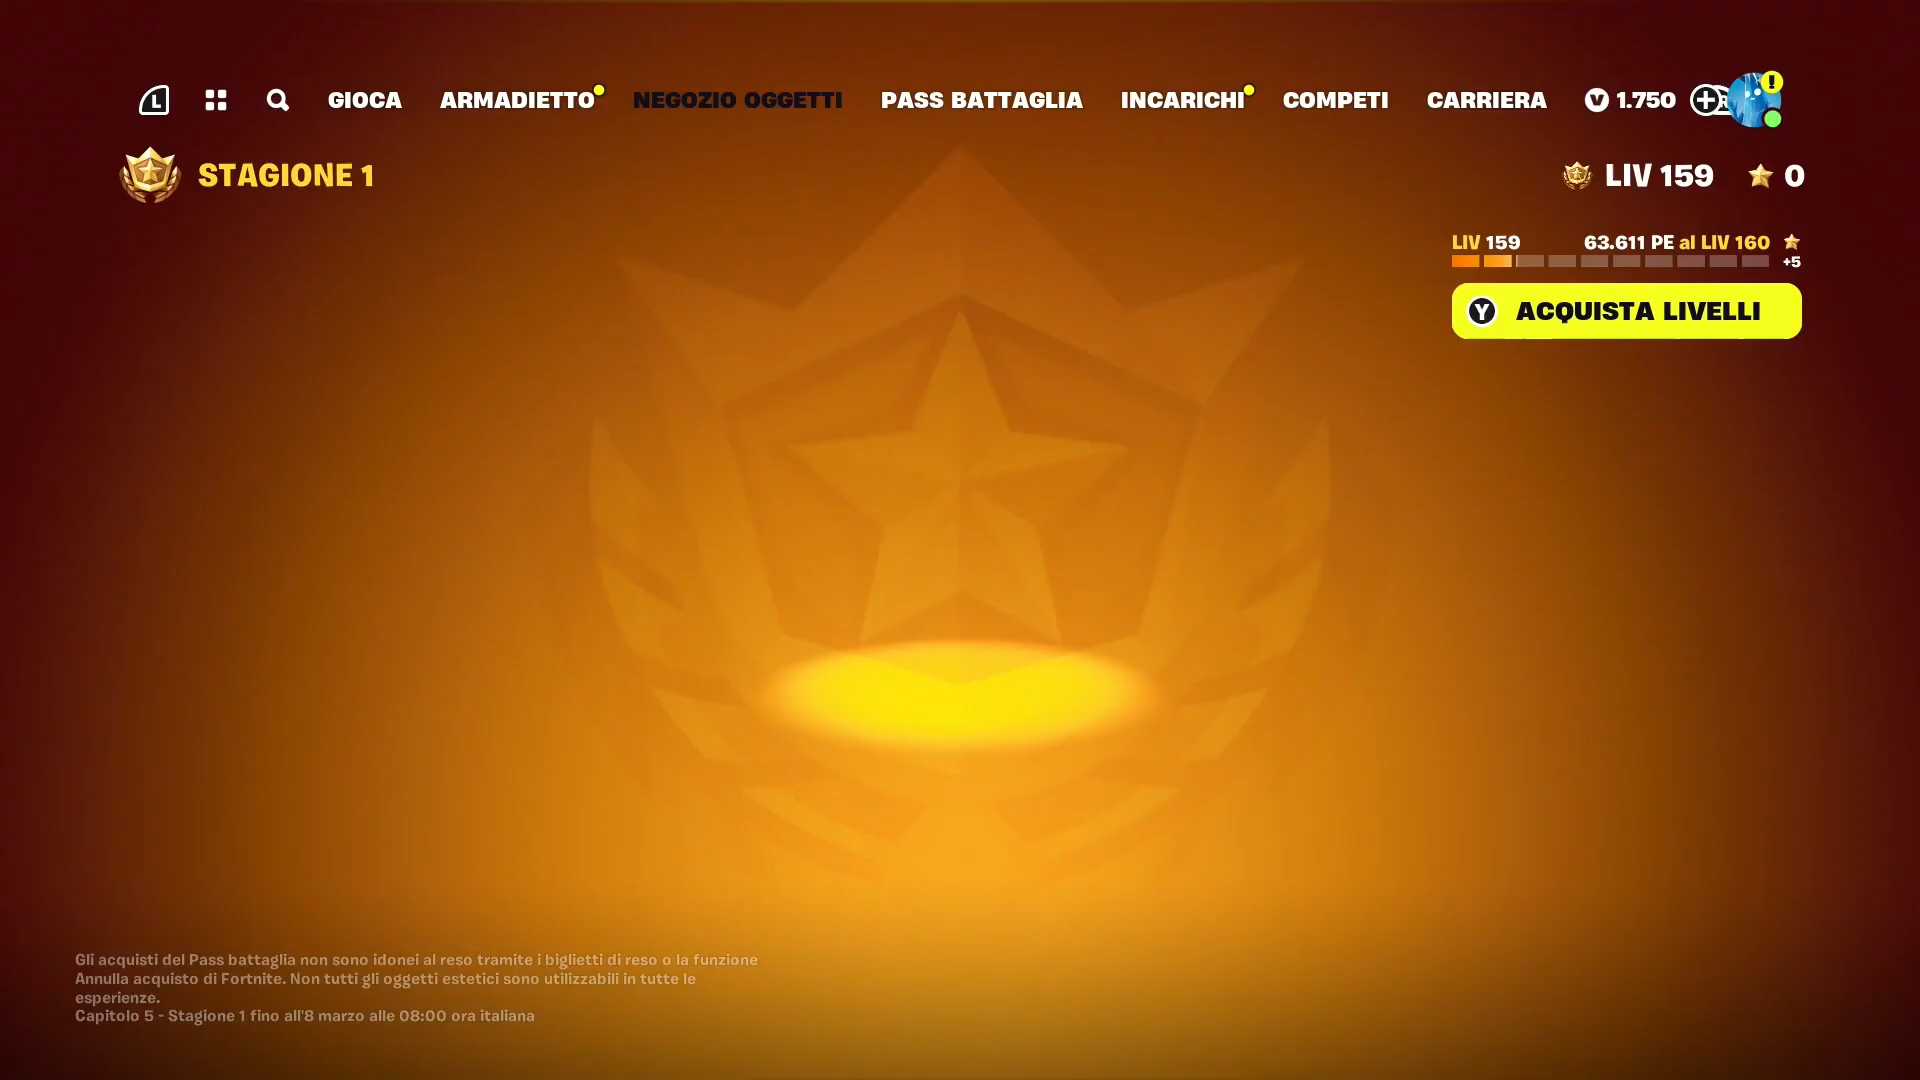 L GIOCA ARMADIETTO NEGOZIO OGGETTI PASS BATTAGLIA INCARICHI COMPETI CARRIERA V 1.750 !
STAGIONE 1
LIV 159 0
LIV 159 63.611 PE al LIV 160
+5
Y ACQUISTA LIVELLI
Gli acquisti del Pass battaglia non sono idonei al reso tramite i biglietti di reso o la funzione
Annulla acquisto di Fortnite. Non tutti gli oggetti estetici sono utilizzabili in tutte le
esperienze.
Capitolo 5 - Stagione 1 fino all'8 marzo alle 08:00 ora italiana